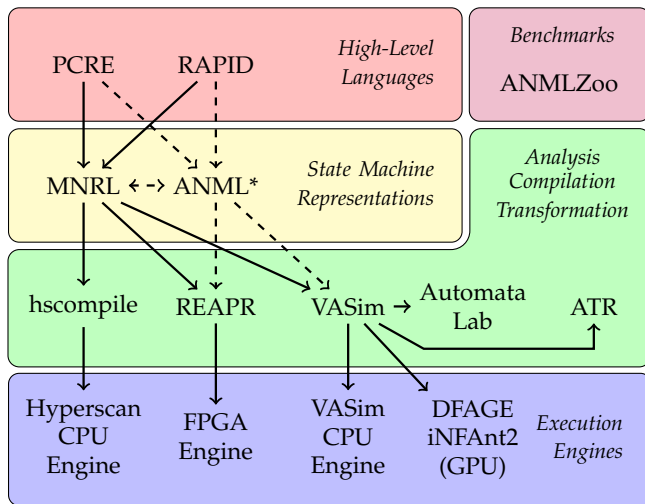 High-Level
Languages
PCRE
RAPID
Benchmarks
ANMLZoo
State Machine
Representations
MNRL
ANML*
Analysis
Compilation
Transformation
hscompile
REAPR
VASim
Automata
Lab
ATR
Hyperscan
CPU
Engine
FPGA
Engine
VASim
CPU
Engine
DFAGE
iNFAnt2
(GPU)
Execution
Engines